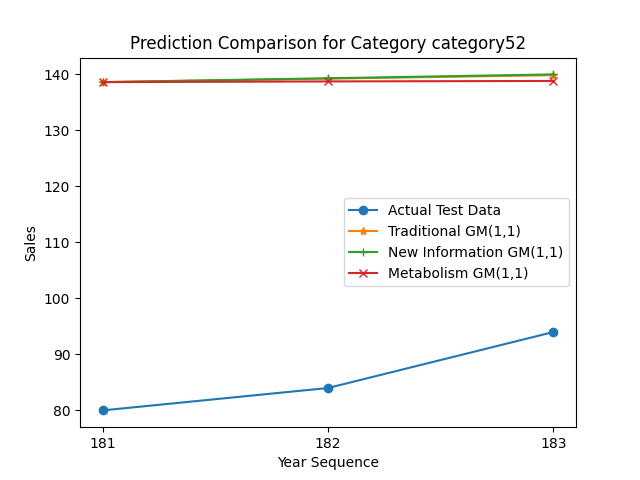 Prediction Comparison for Category category52
Sales
140
130
120
110
100
90
80
Actual Test Data
Traditional GM(1,1)
New Information GM(1,1)
Metabolism GM(1,1)
181
182
183
Year Sequence